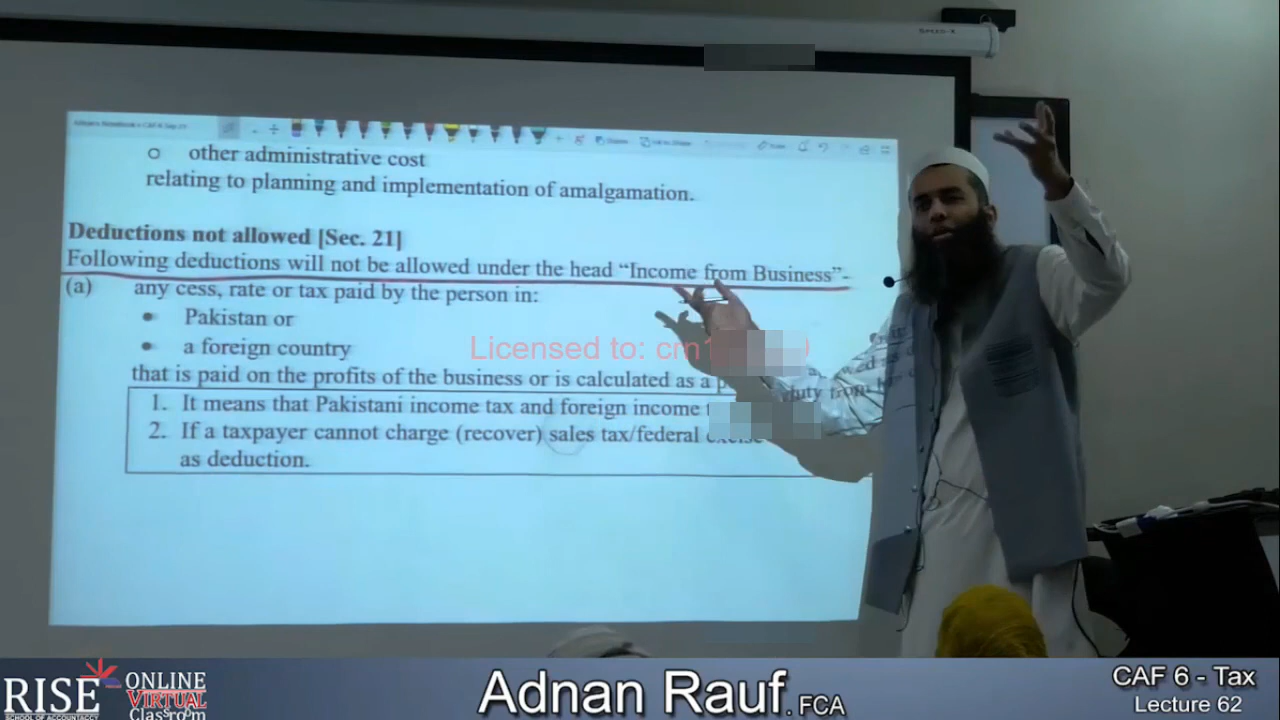 SPEED-X
other administrative cost
relating to planning and implementation of amalgamation.
Deductions not allowed [Sec. 21]
Following deductions will not be allowed under the head “Income from Business”-
(a) any cess, rate or tax paid by the person in:
Pakistan or
a foreign country
Licensed to:
that is paid on the profits of the business or is calculated as a
1. It means that Pakistani income tax and foreign income
2. If a taxpayer cannot charge (recover) sales tax/federal
as deduction.
RISE ONLINE
VIRTUAL
SCHOOL OF ACCOUNTANCY Classroom
Adnan Rauf. FCA
CAF 6 - Tax
Lecture 62